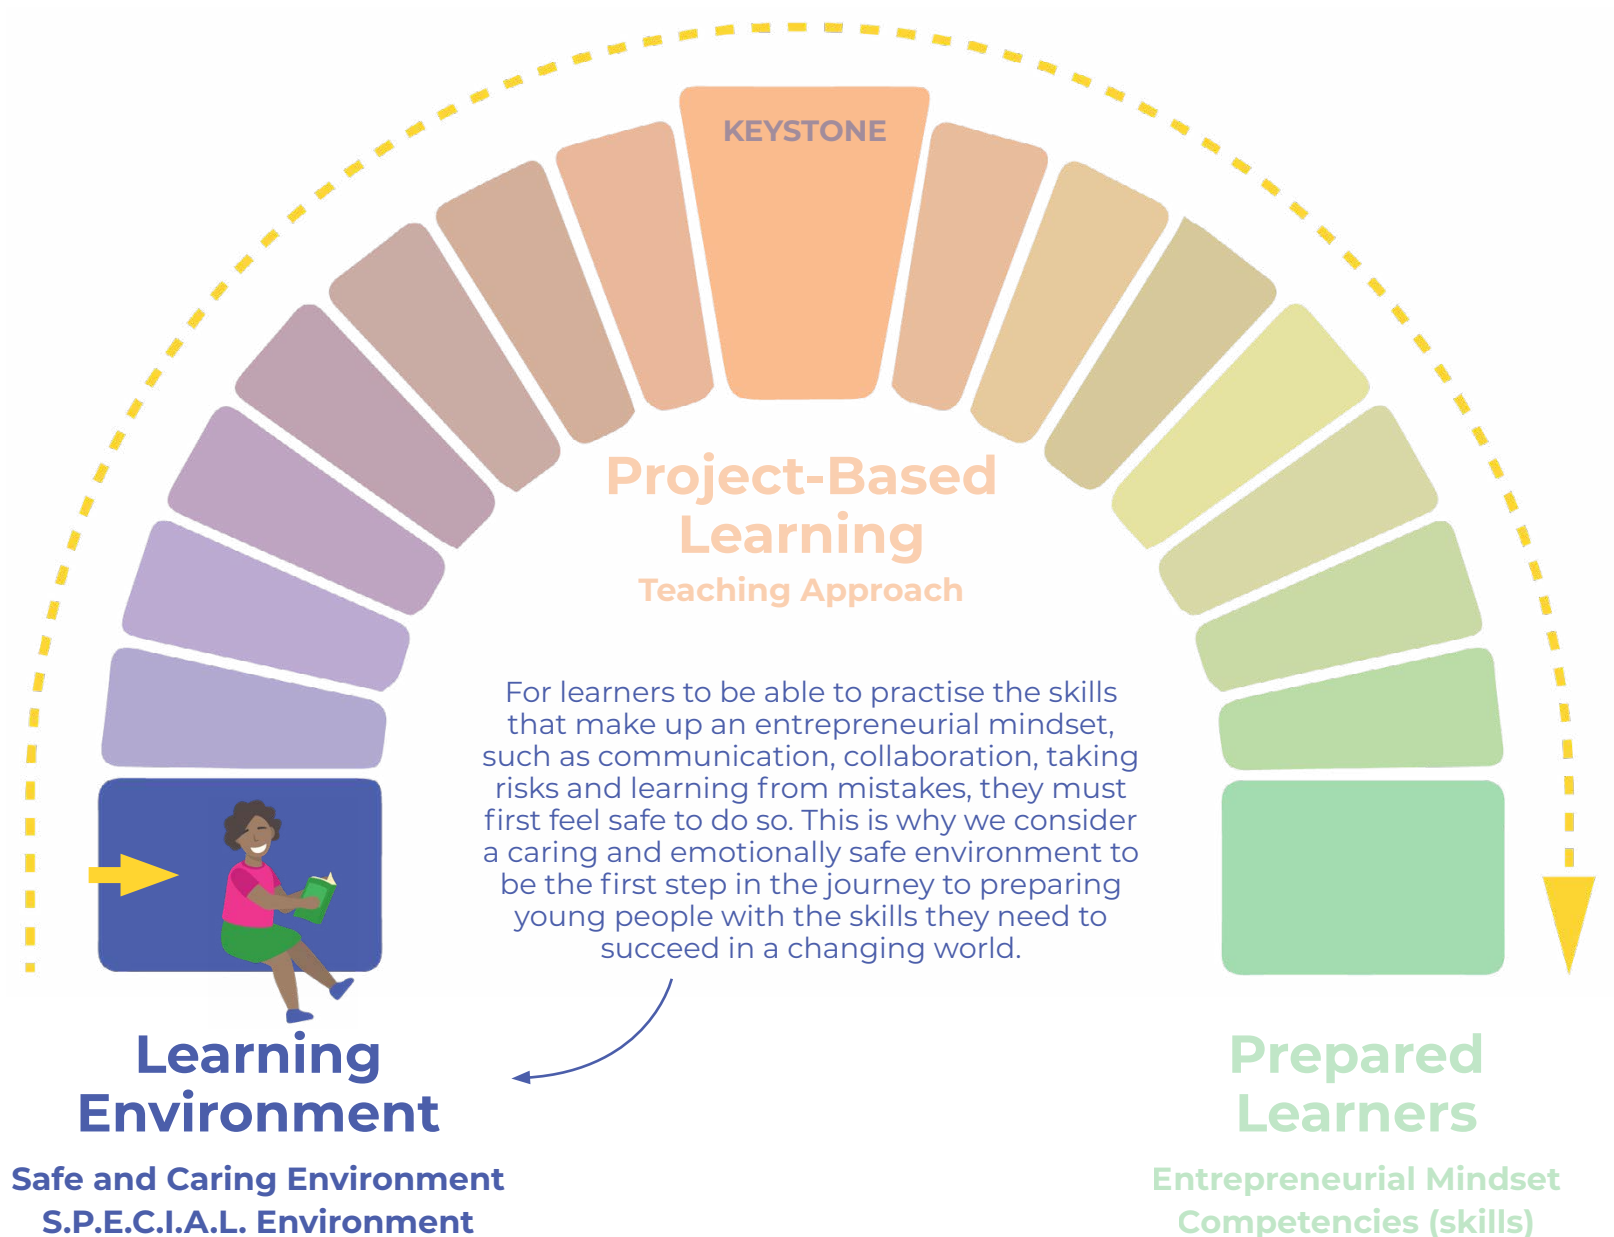 KEYSTONE
Project-Based
Learning
Teaching Approach
For learners to be able to practise the skills
that make up an entrepreneurial mindset,
such as communication, collaboration, taking
risks and learning from mistakes, they must
first feel safe to do so. This is why we consider
a caring and emotionally safe environment to
be the first step in the journey to preparing
young people with the skills they need to
succeed in a changing world.
Learning
Environment
Safe and Caring Environment
S.P.E.C.I.A.L. Environment
Prepared
Learners
Entrepreneurial Mindset
Competencies (skills)